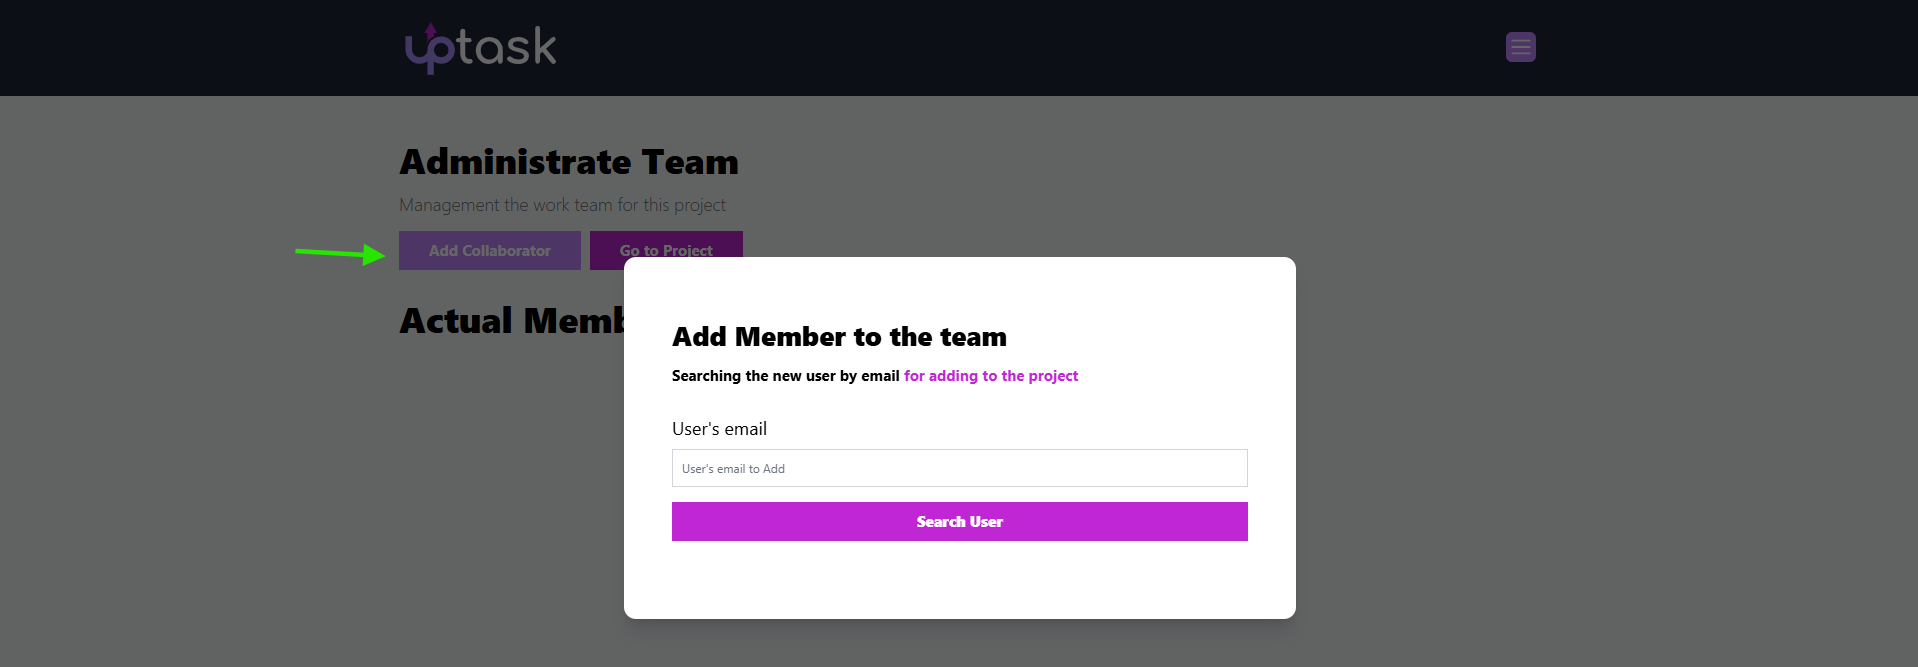 uptask
Administrate Team
Management the work team for this project
Add Collaborator
Go to Project
Actual Memb
Add Member to the team
Searching the new user by email for adding to the project
User's email
User's email to Add
Search User